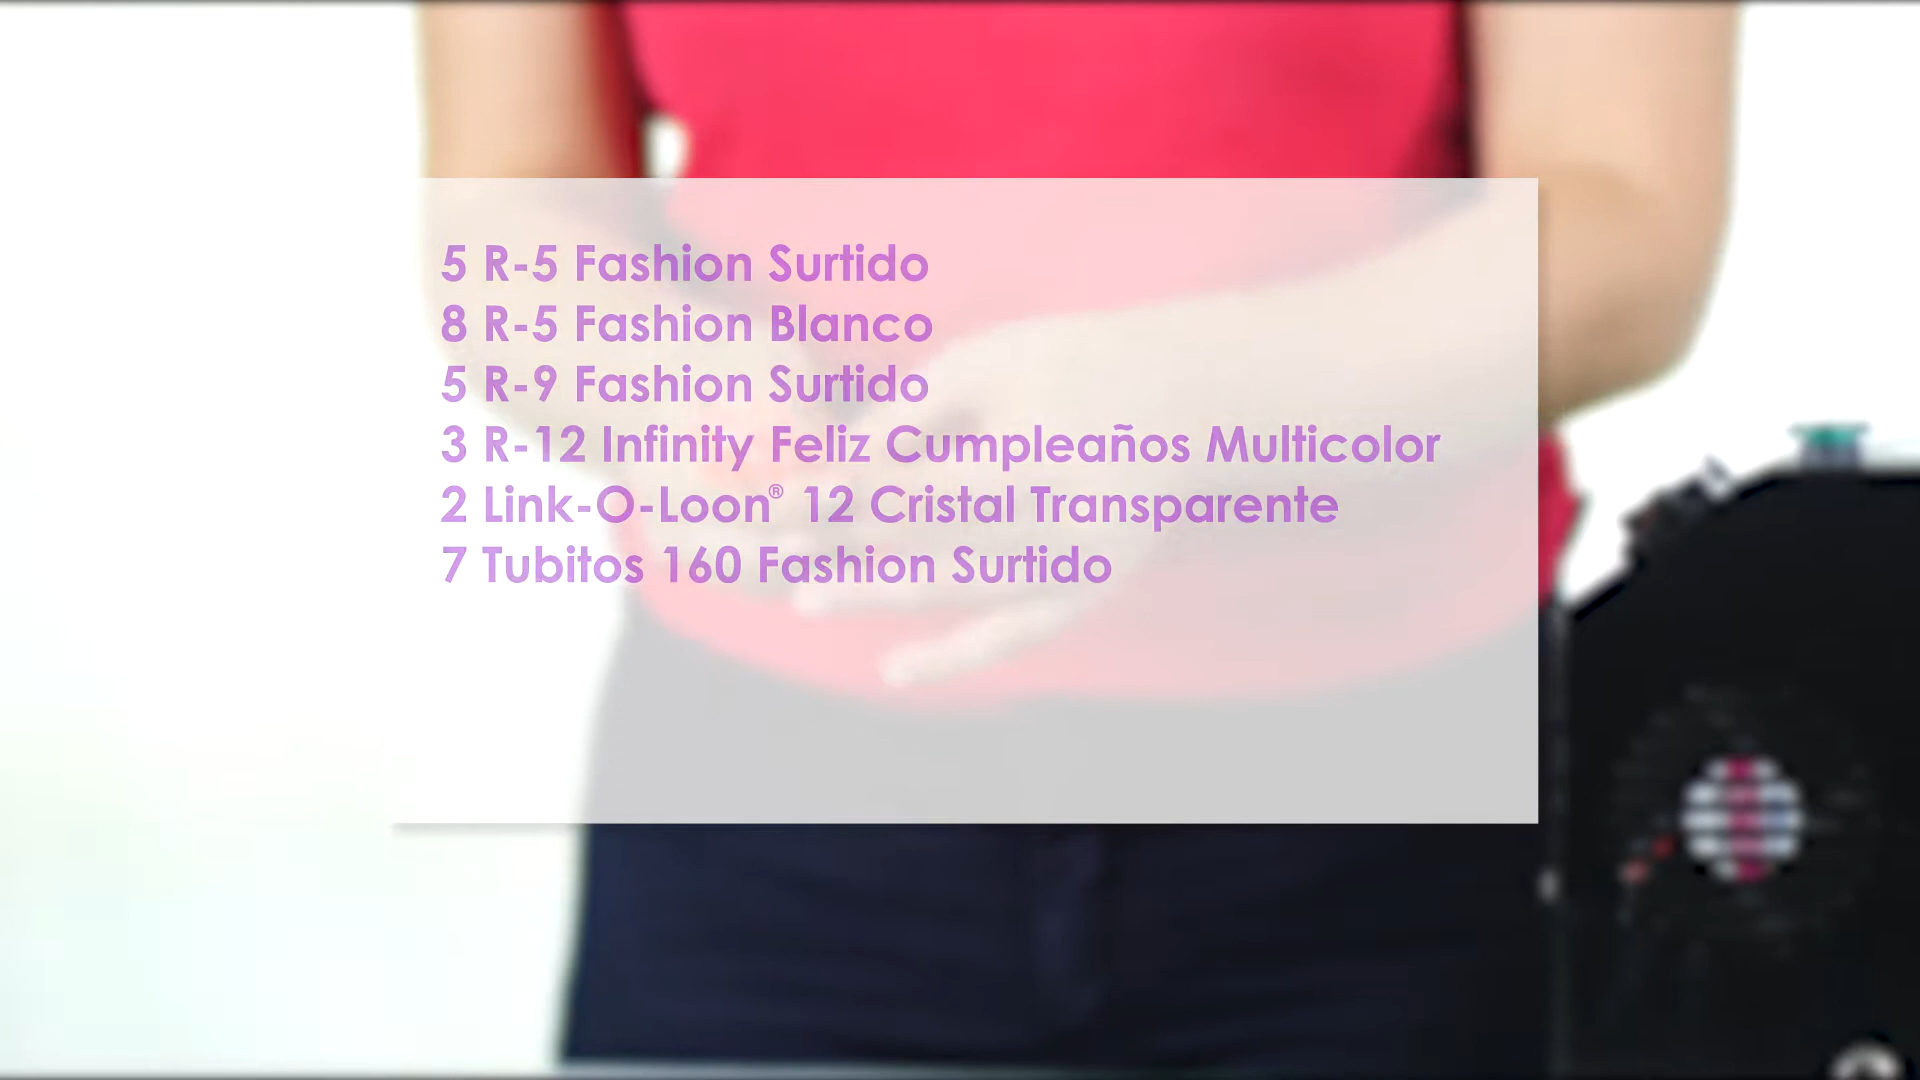 5 R-5 Fashion Surtido
8 R-5 Fashion Blanco
5 R-9 Fashion Surtido
3 R-12 Infinity Feliz Cumpleaños Multicolor
2 Link-O-Loon® 12 Cristal Transparente
7 Tubitos 160 Fashion Surtido